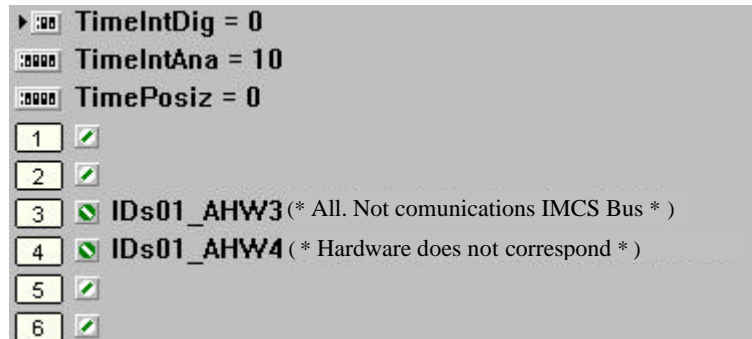 TimeIntDig = 0
TimeIntAna = 10
TimePosiz = 0
1
2
3 IDs01_AHW3 (* All. Not comunications IMCS Bus * )
4 IDs01_AHW4 ( * Hardware does not correspond * )
5
6